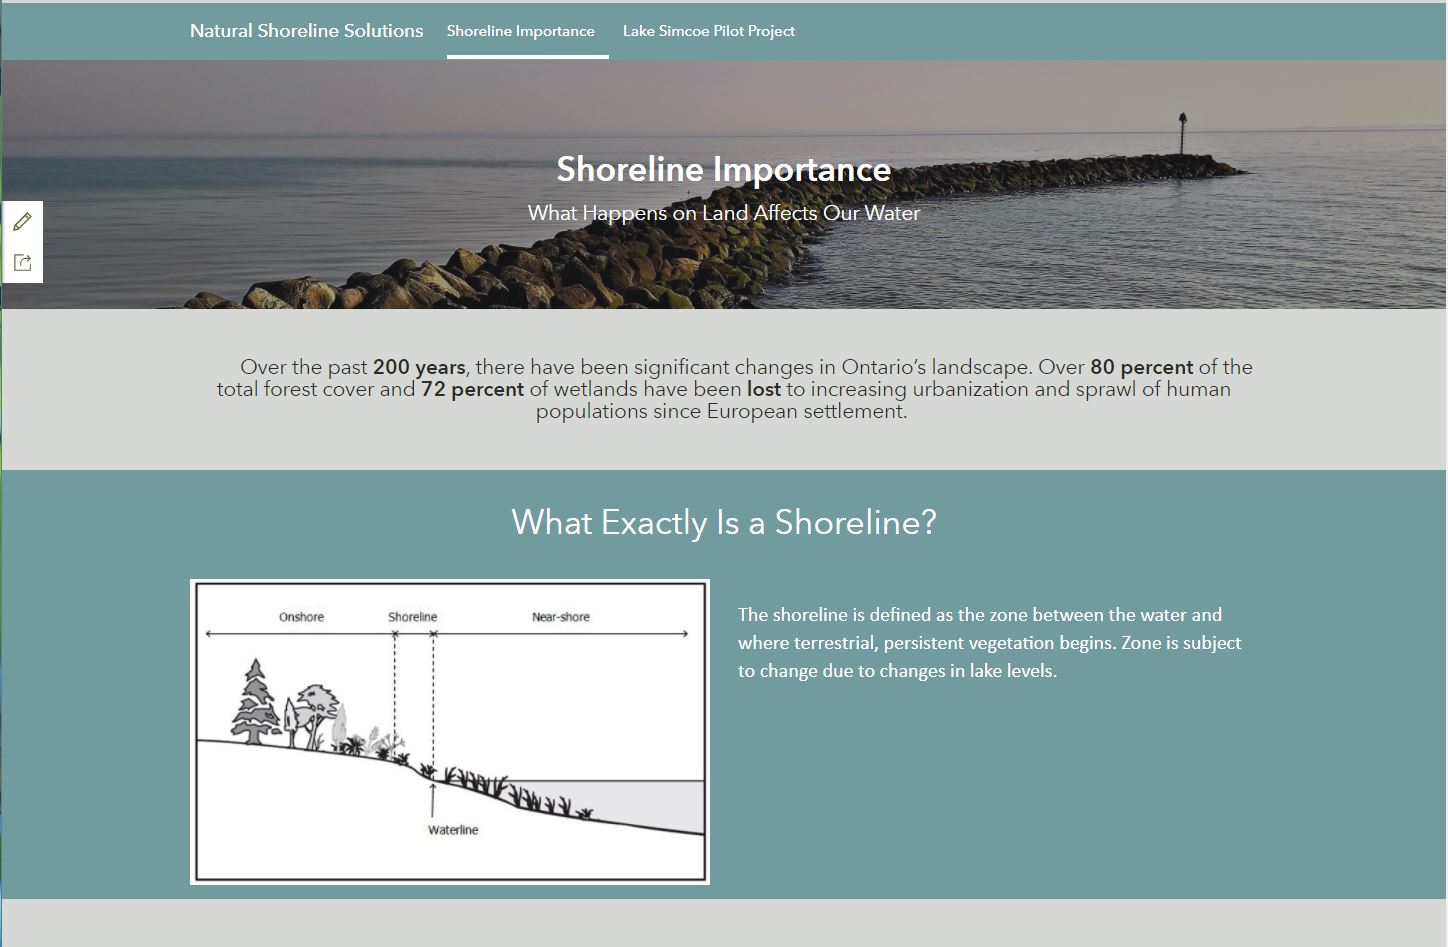 Natural Shoreline Solutions Shoreline Importance Lake Simcoe Pilot Project
Shoreline Importance
What Happens on Land Affects Our Water
Over the past 200 years, there have been significant changes in Ontario’s landscape. Over 80 percent of the
total forest cover and 72 percent of wetlands have been lost to increasing urbanization and sprawl of human
populations since European settlement.
What Exactly Is a Shoreline?
Onshore Shoreline Near-shore
Waterline
The shoreline is defined as the zone between the water and
where terrestrial, persistent vegetation begins. Zone is subject
to change due to changes in lake levels.